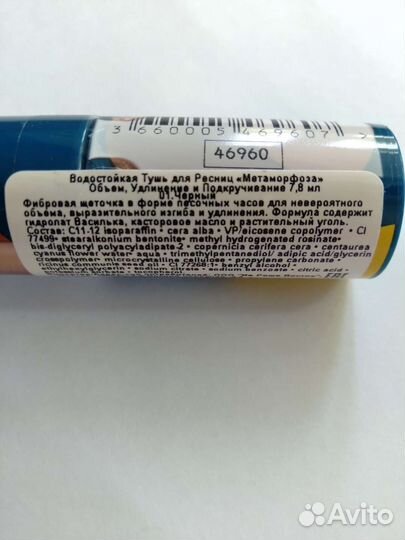 3 660005 469607 >
46960
Водостойкая Тушь для Ресниц «Метаморфоза»
Объем, Удлинение и Подкручивание 7,8 мл
01.Черный
Фибровая щеточка в форме песочных часов для невероятного
объема, выразительного изгиба и удлинения. Формула содержит
гидролат Василька, касторовое масло и растительный уголь.
Состав: C11-12 isoparaffin • cera alba • VP/eicosene copolymer • CI
77499• stearalkonium bentonite• methyl hydrogenated rosinate•
bis-diglyceryl polyacyladipate-2 • copernicia cerifera cera • centaurea
cyanus flower water• aqua • trimethylpentanediol/ adipic acid/glycerin
crosspolymer• microcrystalline cellulose • propylene carbonate •
ricinus communis seed oil • CI 77268:1• benzyl alcohol •
ethylhexylglycerin • sodium citrate • sodium benzoate • citric acid •
ООО
EAC
Avito